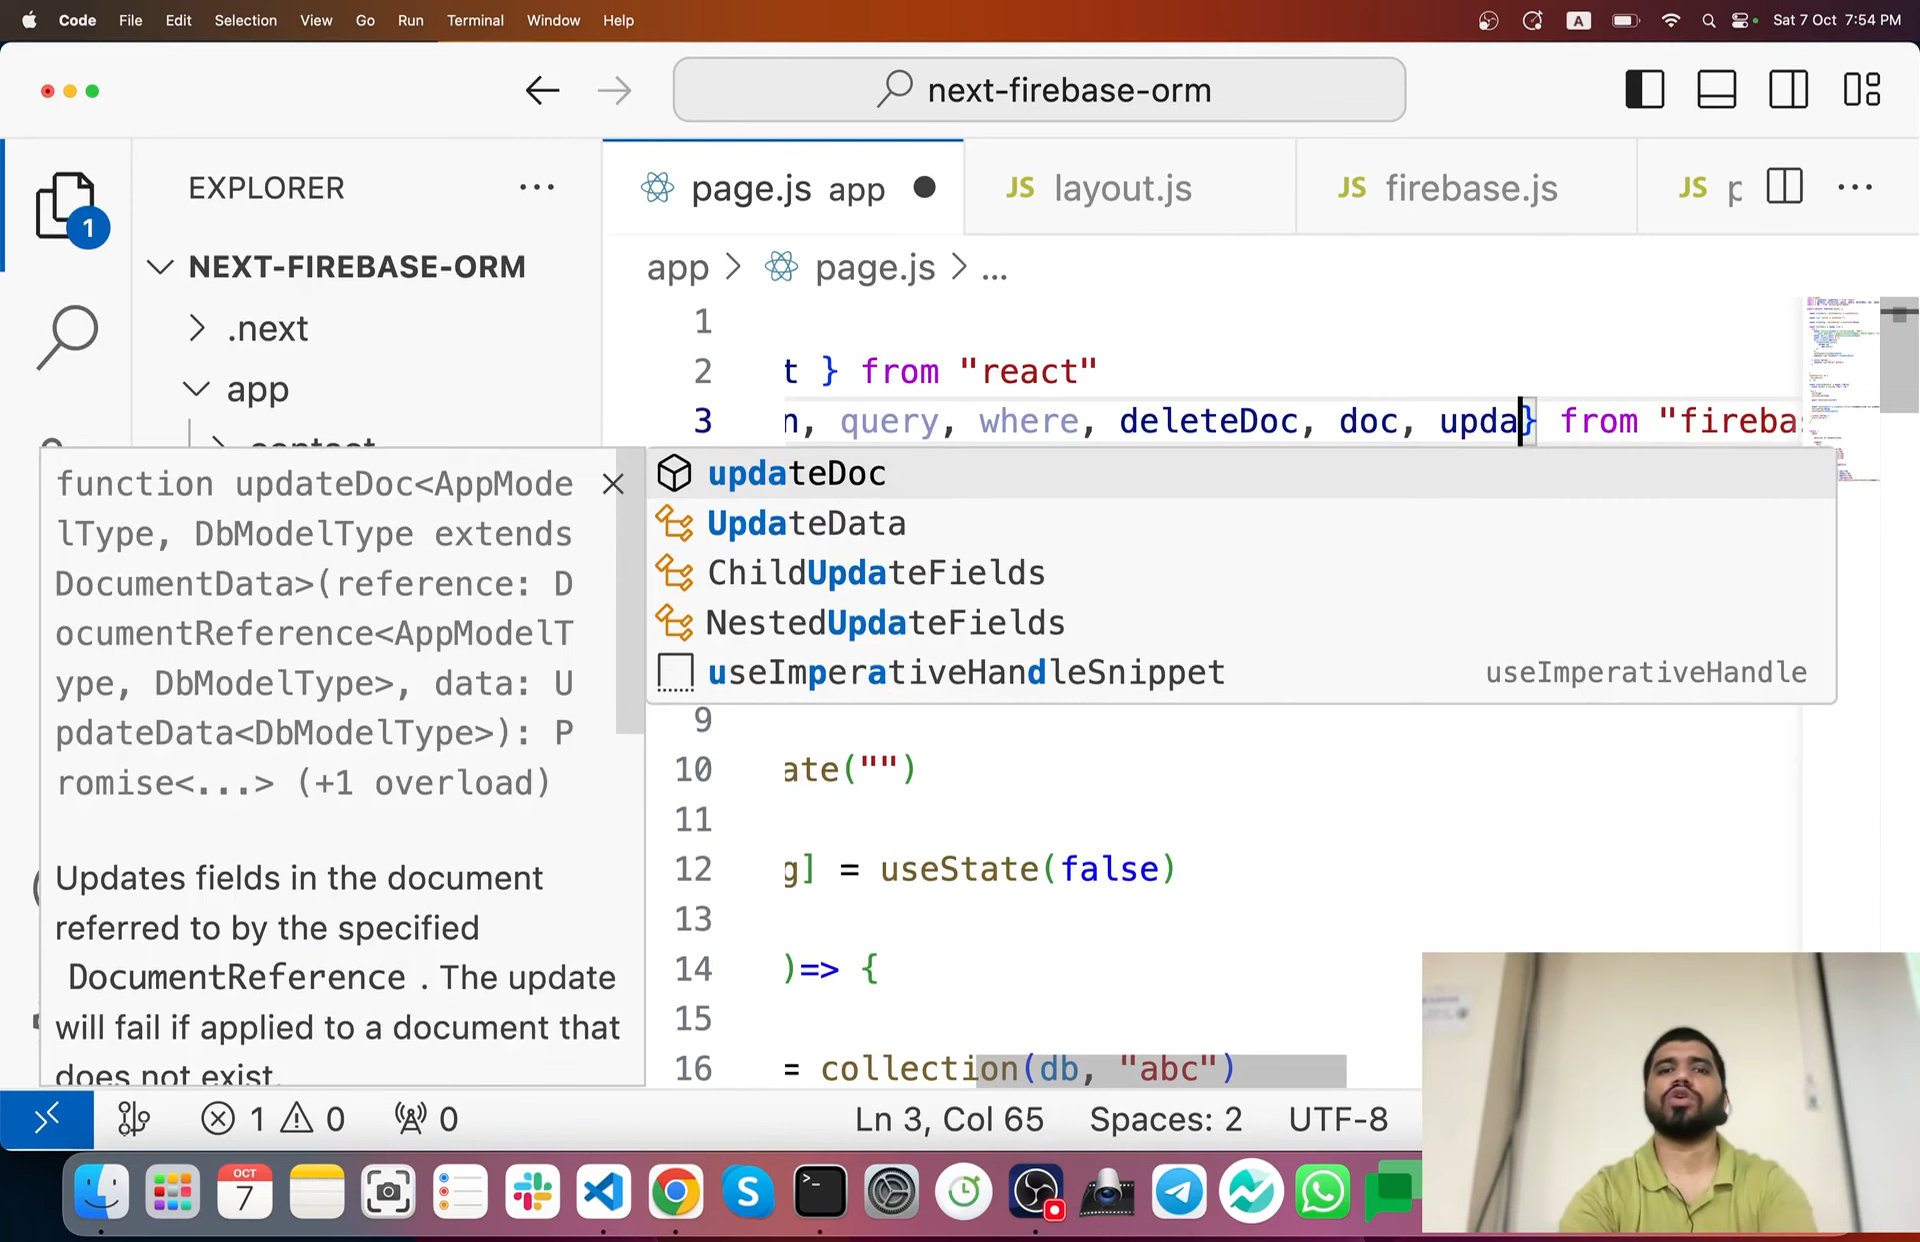 Code File Edit Selection View Go Run Terminal Window Help
A
Sat 7 Oct 7:54 PM
next-firebase-orm
EXPLORER
page.js app
JS layout.js
JS firebase.js
JS p
1
NEXT-FIREBASE-ORM
app > page.js > ...
.next
app
1
2 t } from "react"
3 n, query, where, deleteDoc, doc, upda} from "fireba
updateDoc
UpdateData
ChildUpdateFields
NestedUpdateFields
useImperativeHandleSnippet useImperativeHandle
function updateDoc<AppMode
lType, DbModelType extends
DocumentData>(reference: D
ocumentReference<AppModelT
ype, DbModelType>, data: U
pdateData<DbModelType>): P
romise<...> (+1 overload)
Updates fields in the document
referred to by the specified
DocumentReference . The update
will fail if applied to a document that
does not exist.
9
10 ate("")
11
12 g] = useState(false)
13
14 )=> {
15
16 = collection(db, "abc")
1 0 0
Ln 3, Col 65 Spaces: 2 UTF-8
OCT
7
S